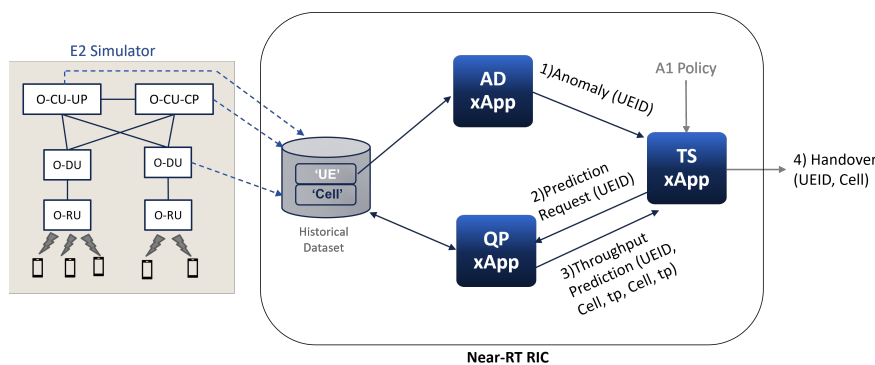 E2 Simulator
O-CU-UP
O-CU-CP
O-DU
O-DU
O-RU
O-RU
'UE'
'Cell'
Historical
Dataset
AD
xApp
1)Anomaly (UEID)
A1 Policy
TS
xApp
2)Prediction
Request (UEID)
QP
xApp
3)Throughput
Prediction (UEID,
Cell, tp, Cell, tp)
4) Handover
(UEID, Cell)
Near-RT RIC